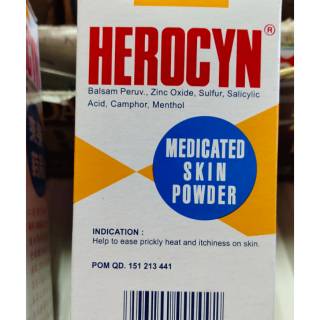 HEROCYN®
Balsam Peruv., Zinc Oxide, Sulfur, Salicylic
Acid, Camphor, Menthol
MEDICATED
SKIN
POWDER
INDICATION :
Help to ease prickly heat and itchiness on skin.
POM QD. 151 213 441